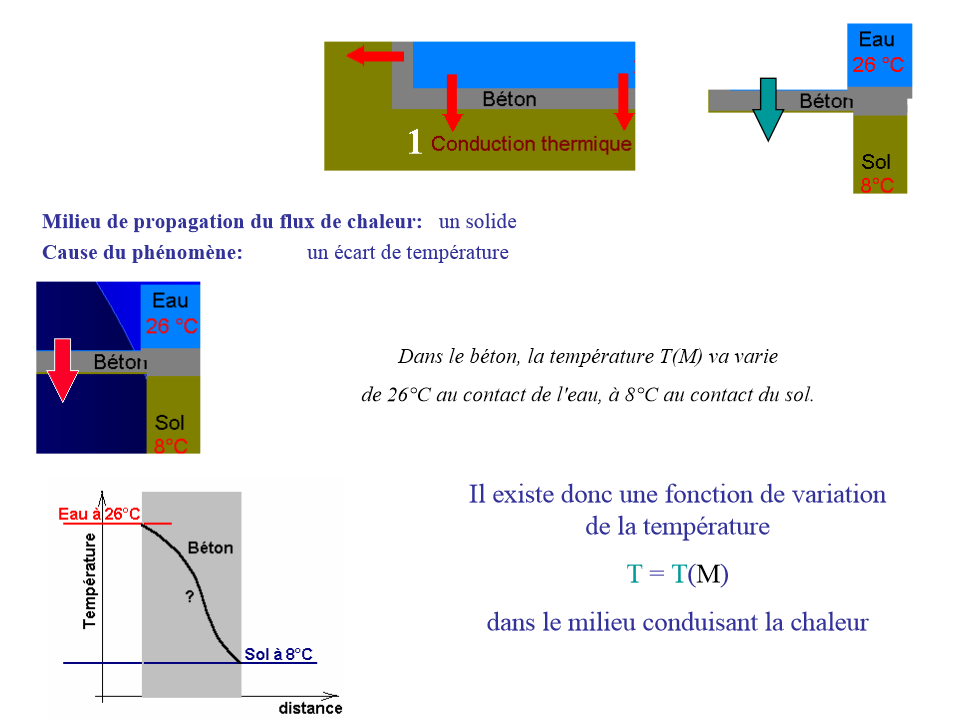 Béton
1 Conduction thermique
Eau
26 °C
Béton
Sol
8°C
Milieu de propagation du flux de chaleur: un solide
Cause du phénomène: un écart de température
Eau
26 °C
Béton
Sol
8°C
Dans le béton, la température T(M) va varie
de 26°C au contact de l'eau, à 8°C au contact du sol.
Eau à 26°C
Béton
Température
?
Sol à 8°C
distance
Il existe donc une fonction de variation
de la température
T = T(M)
dans le milieu conduisant la chaleur